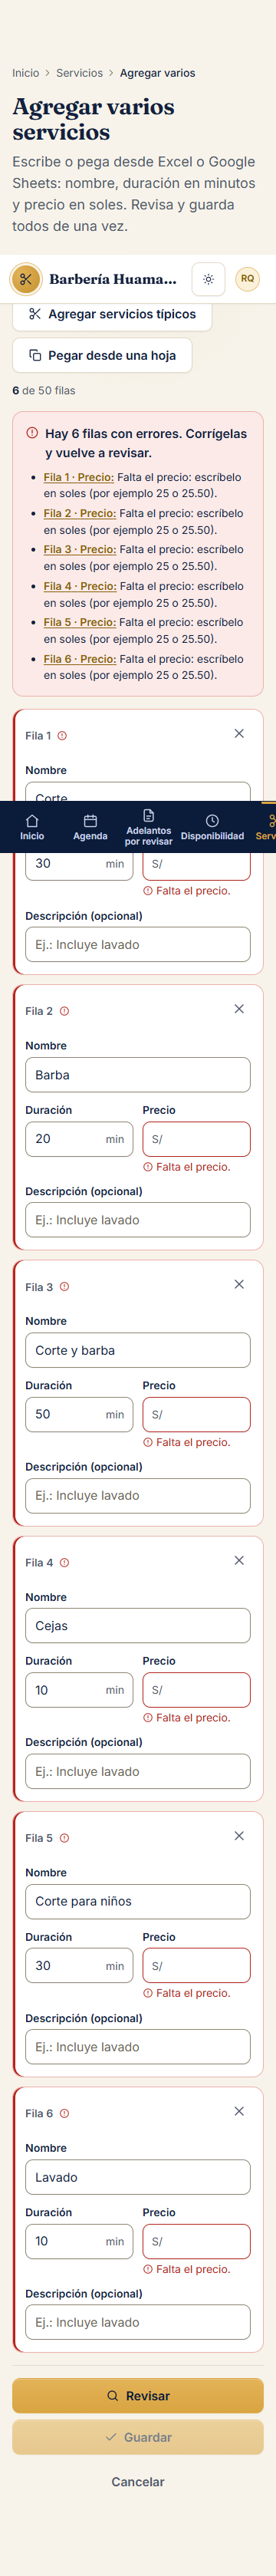 Inicio > Servicios > Agregar varios
Agregar varios
servicios
Escribe o pega desde Excel o Google
Sheets: nombre, duración en minutos
y precio en soles. Revisa y guarda
todos de una vez.
Barbería Huama...
RQ
Agregar servicios típicos
Pegar desde una hoja
6 de 50 filas
Hay 6 filas con errores. Corrígelas
y vuelve a revisar.
• Fila 1 · Precio: Falta el precio: escríbelo
en soles (por ejemplo 25 o 25.50).
• Fila 2 · Precio: Falta el precio: escríbelo
en soles (por ejemplo 25 o 25.50).
• Fila 3 · Precio: Falta el precio: escríbelo
en soles (por ejemplo 25 o 25.50).
• Fila 4 · Precio: Falta el precio: escríbelo
en soles (por ejemplo 25 o 25.50).
• Fila 5 · Precio: Falta el precio: escríbelo
en soles (por ejemplo 25 o 25.50).
• Fila 6 · Precio: Falta el precio: escríbelo
en soles (por ejemplo 25 o 25.50).
Fila 1
Nombre
Corte
Inicio
Agenda
Adelantos
por revisar
Disponibilidad
Serv
30 min S/
Falta el precio.
Descripción (opcional)
Ej.: Incluye lavado
Fila 2
Nombre
Barba
Duración Precio
20 min S/
Falta el precio.
Descripción (opcional)
Ej.: Incluye lavado
Fila 3
Nombre
Corte y barba
Duración Precio
50 min S/
Falta el precio.
Descripción (opcional)
Ej.: Incluye lavado
Fila 4
Nombre
Cejas
Duración Precio
10 min S/
Falta el precio.
Descripción (opcional)
Ej.: Incluye lavado
Fila 5
Nombre
Corte para niños
Duración Precio
30 min S/
Falta el precio.
Descripción (opcional)
Ej.: Incluye lavado
Fila 6
Nombre
Lavado
Duración Precio
10 min S/
Falta el precio.
Descripción (opcional)
Ej.: Incluye lavado
Revisar
Guardar
Cancelar